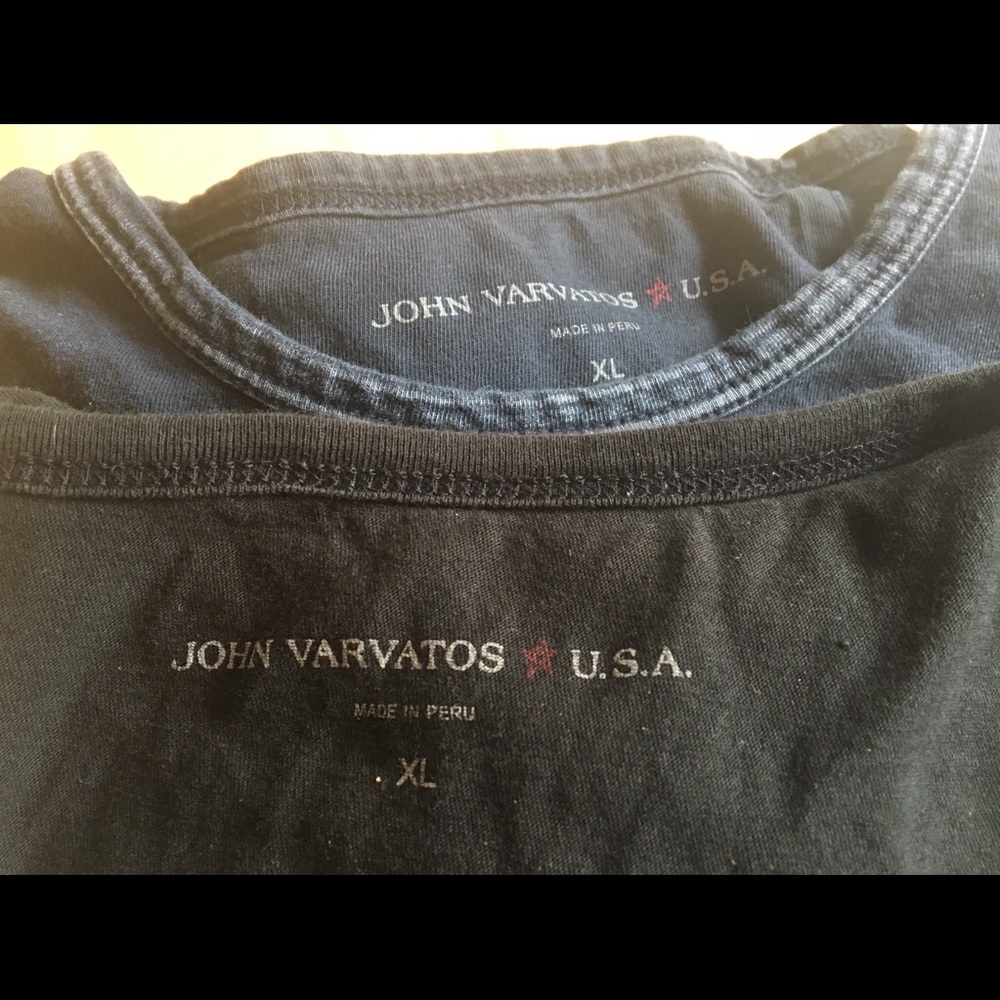 JOHN VARVATOS ★ U.S.A.
MADE IN PERU
XL
JOHN VARVATOS ★ U.S.A.
MADE IN PERU
XL